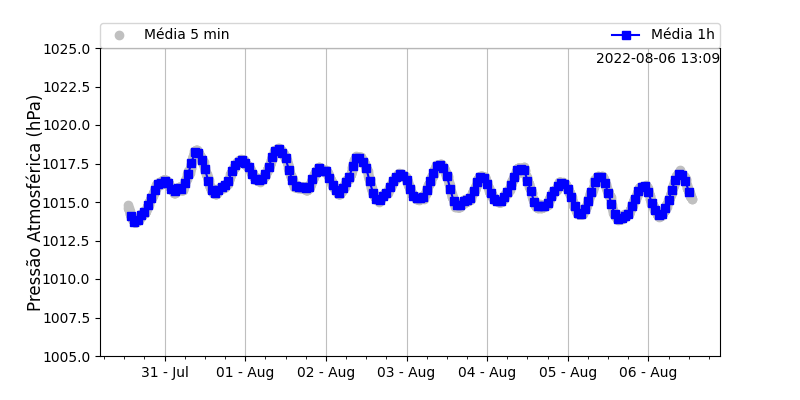 Média 5 min
Média 1h
2022-08-06 13:09
Pressão Atmosférica (hPa)
1025.0
1022.5
1020.0
1017.5
1015.0
1012.5
1010.0
1007.5
1005.0
31 - Jul
01 - Aug
02 - Aug
03 - Aug
04 - Aug
05 - Aug
06 - Aug